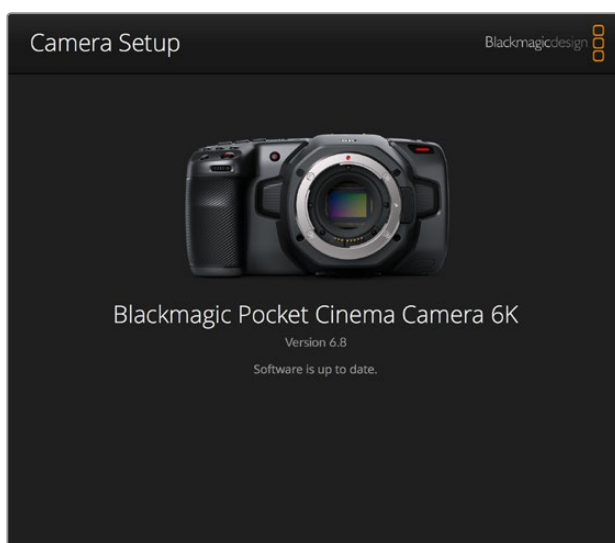 Camera Setup
Blackmagicdesign
Blackmagic Pocket Cinema Camera 6K
Version 6.8
Software is up to date.